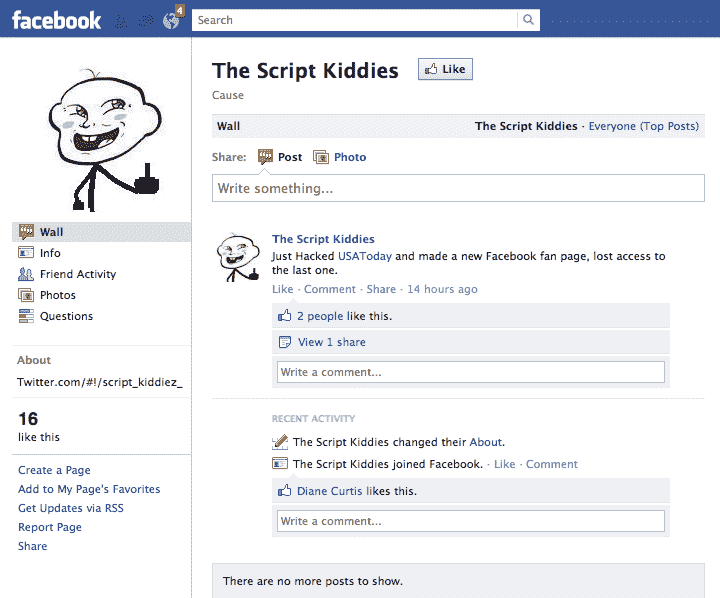 facebook
4
Search
The Script Kiddies
Like
Cause
Wall
The Script Kiddies · Everyone (Top Posts)
Share: Post Photo
Write something...
Wall
Info
Friend Activity
Photos
Questions
About
Twitter.com/#!/script_kiddiez_
16
like this
Create a Page
Add to My Page's Favorites
Get Updates via RSS
Report Page
Share
The Script Kiddies
Just Hacked USAToday and made a new Facebook fan page, lost access to
the last one.
Like · Comment · Share · 14 hours ago
2 people like this.
View 1 share
Write a comment...
RECENT ACTIVITY
The Script Kiddies changed their About.
The Script Kiddies joined Facebook. · Like · Comment
Diane Curtis likes this.
Write a comment...
There are no more posts to show.